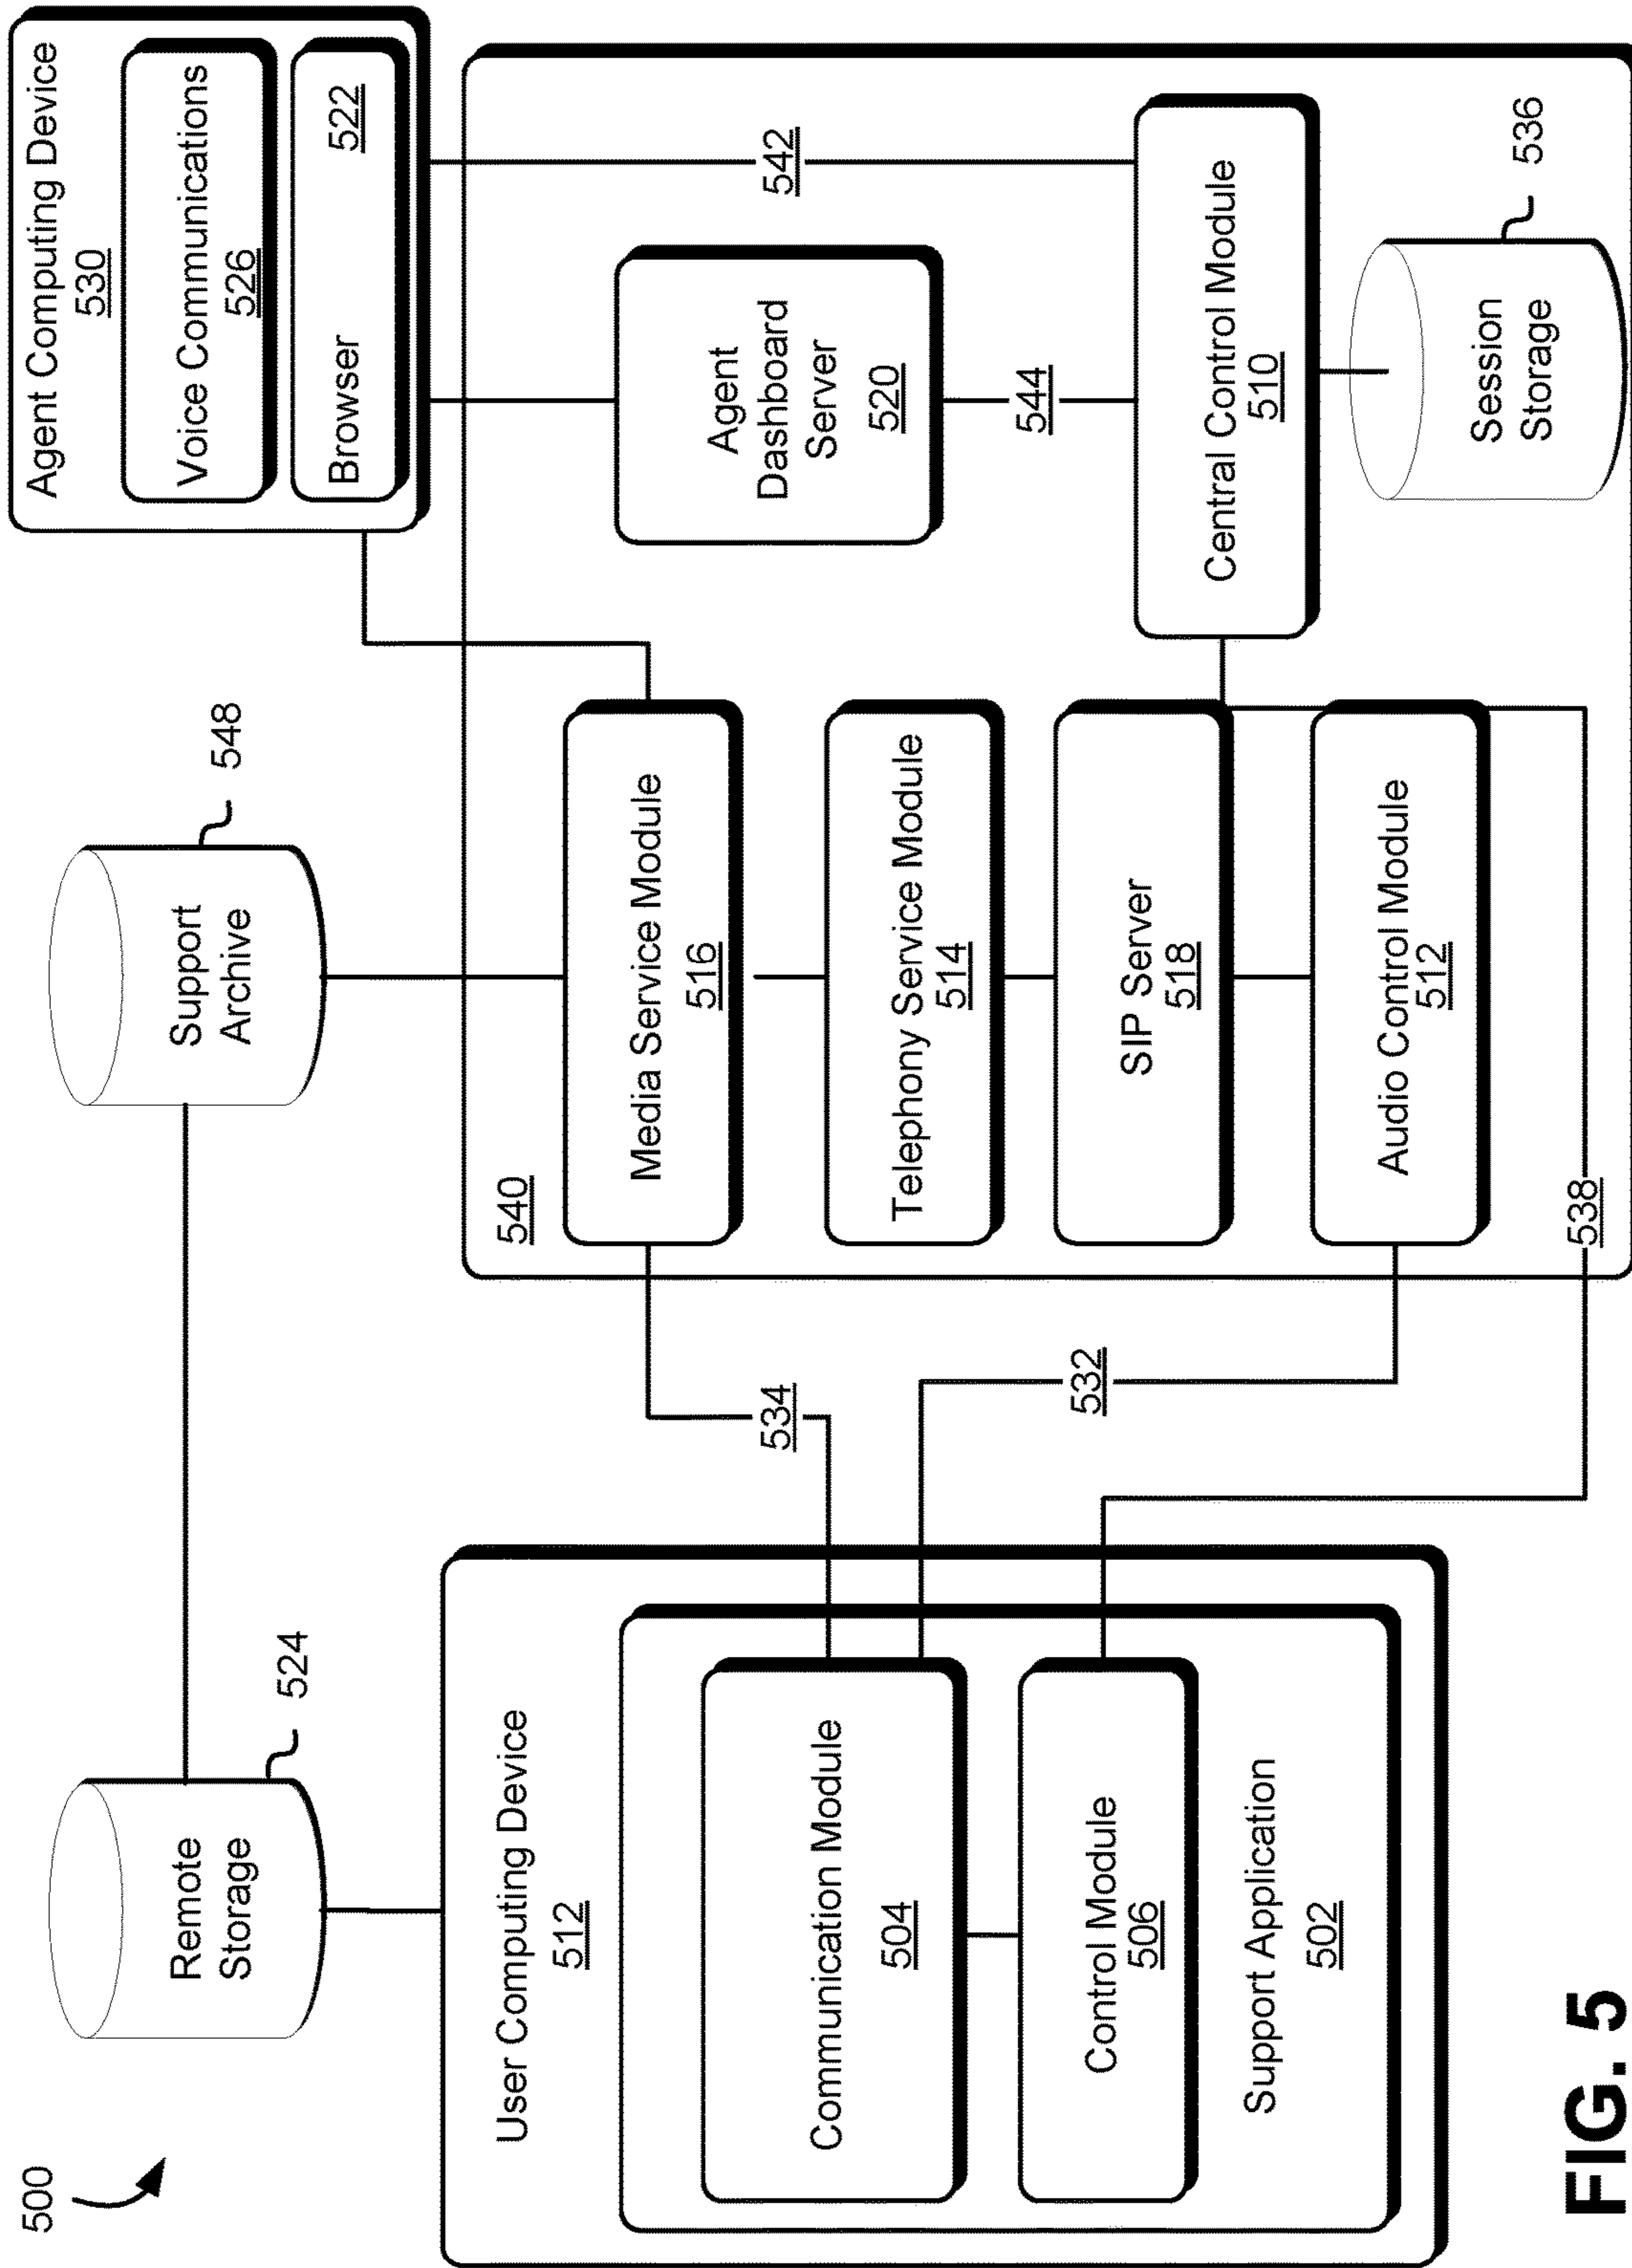 500
Remote
Storage
524
Support
Archive
548
User Computing Device
512
Communication Module
504
Control Module
506
Support Application
502
534
532
538
540
Media Service Module
516
Telephony Service Module
514
SIP Server
518
Audio Control Module
512
Agent Computing Device
530
Voice Communications
526
Browser
522
Agent
Dashboard
Server
520
542
544
Central Control Module
510
Session
Storage
536
FIG. 5